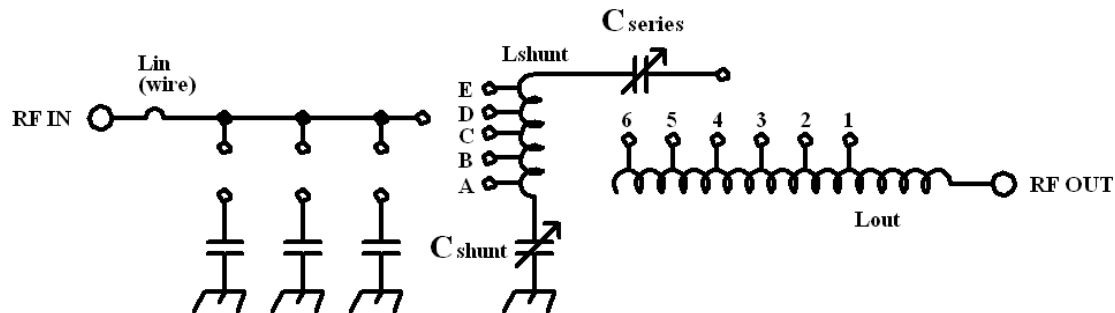 C series
Lshunt
Lin
(wire)
RF IN
E
D
C
B
A
6 5 4 3 2 1
RF OUT
Lout
C shunt